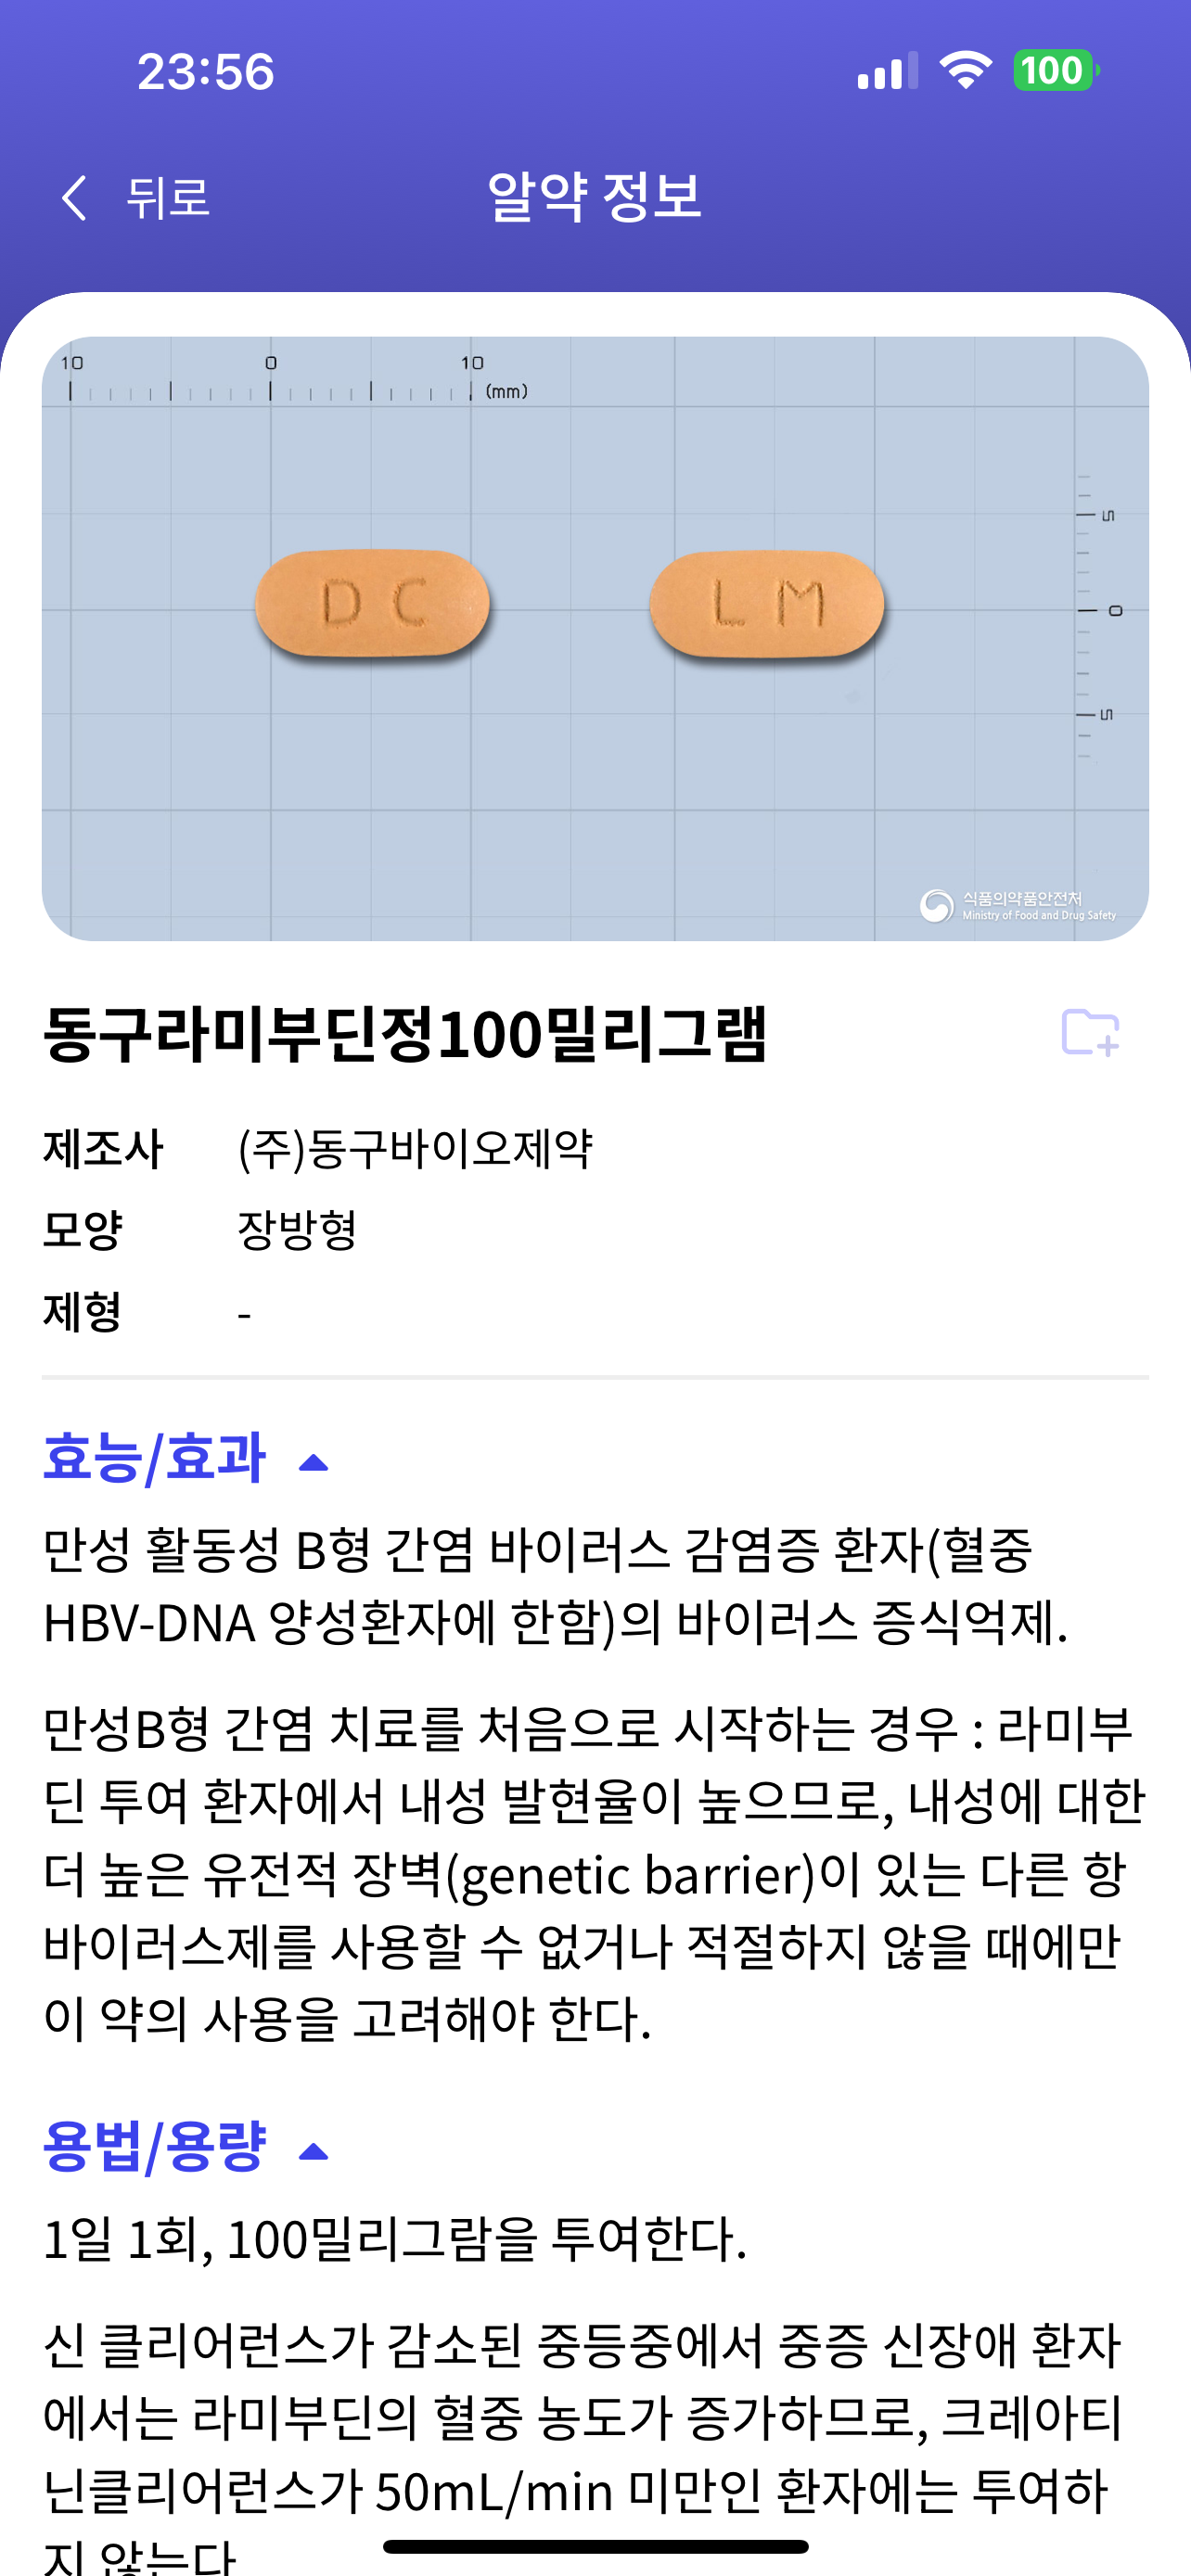 23:56
100
뒤로
알약 정보
10 0 10
(mm)
5
0
5
DC
LM
식품의약품안전처
Ministry of Food and Drug Safety
동구라미부딘정100밀리그램
제조사 (주)동구바이오제약
모양 장방형
제형 -
효능/효과
만성 활동성 B형 간염 바이러스 감염증 환자(혈중
HBV-DNA 양성환자에 한함)의 바이러스 증식억제.
만성B형 간염 치료를 처음으로 시작하는 경우 : 라미부
딘 투여 환자에서 내성 발현율이 높으므로, 내성에 대한
더 높은 유전적 장벽(genetic barrier)이 있는 다른 항
바이러스제를 사용할 수 없거나 적절하지 않을 때에만
이 약의 사용을 고려해야 한다.
용법/용량
1일 1회, 100밀리그람을 투여한다.
신 클리어런스가 감소된 중등중에서 중증 신장애 환자
에서는 라미부딘의 혈중 농도가 증가하므로, 크레아티
닌클리어런스가 50mL/min 미만인 환자에는 투여하
지 않는다